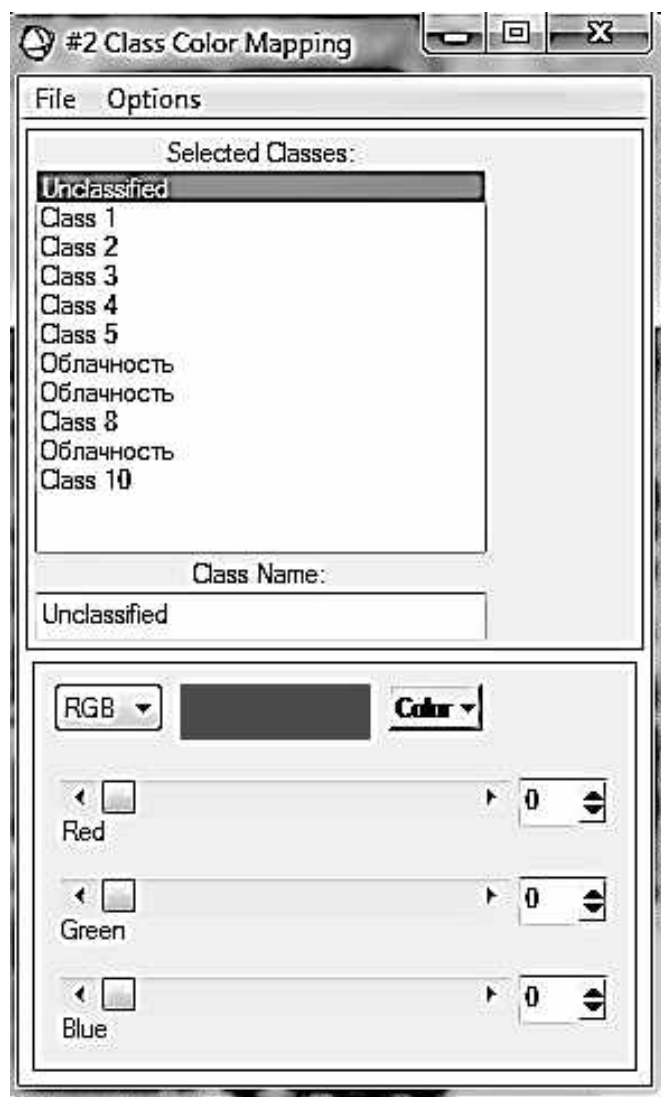 #2 Class Color Mapping
File Options
Selected Classes:
Unclassified
Class 1
Class 2
Class 3
Class 4
Class 5
Облачность
Облачность
Class 8
Облачность
Class 10
Class Name:
Unclassified
RGB Color
0
Red
0
Green
0
Blue